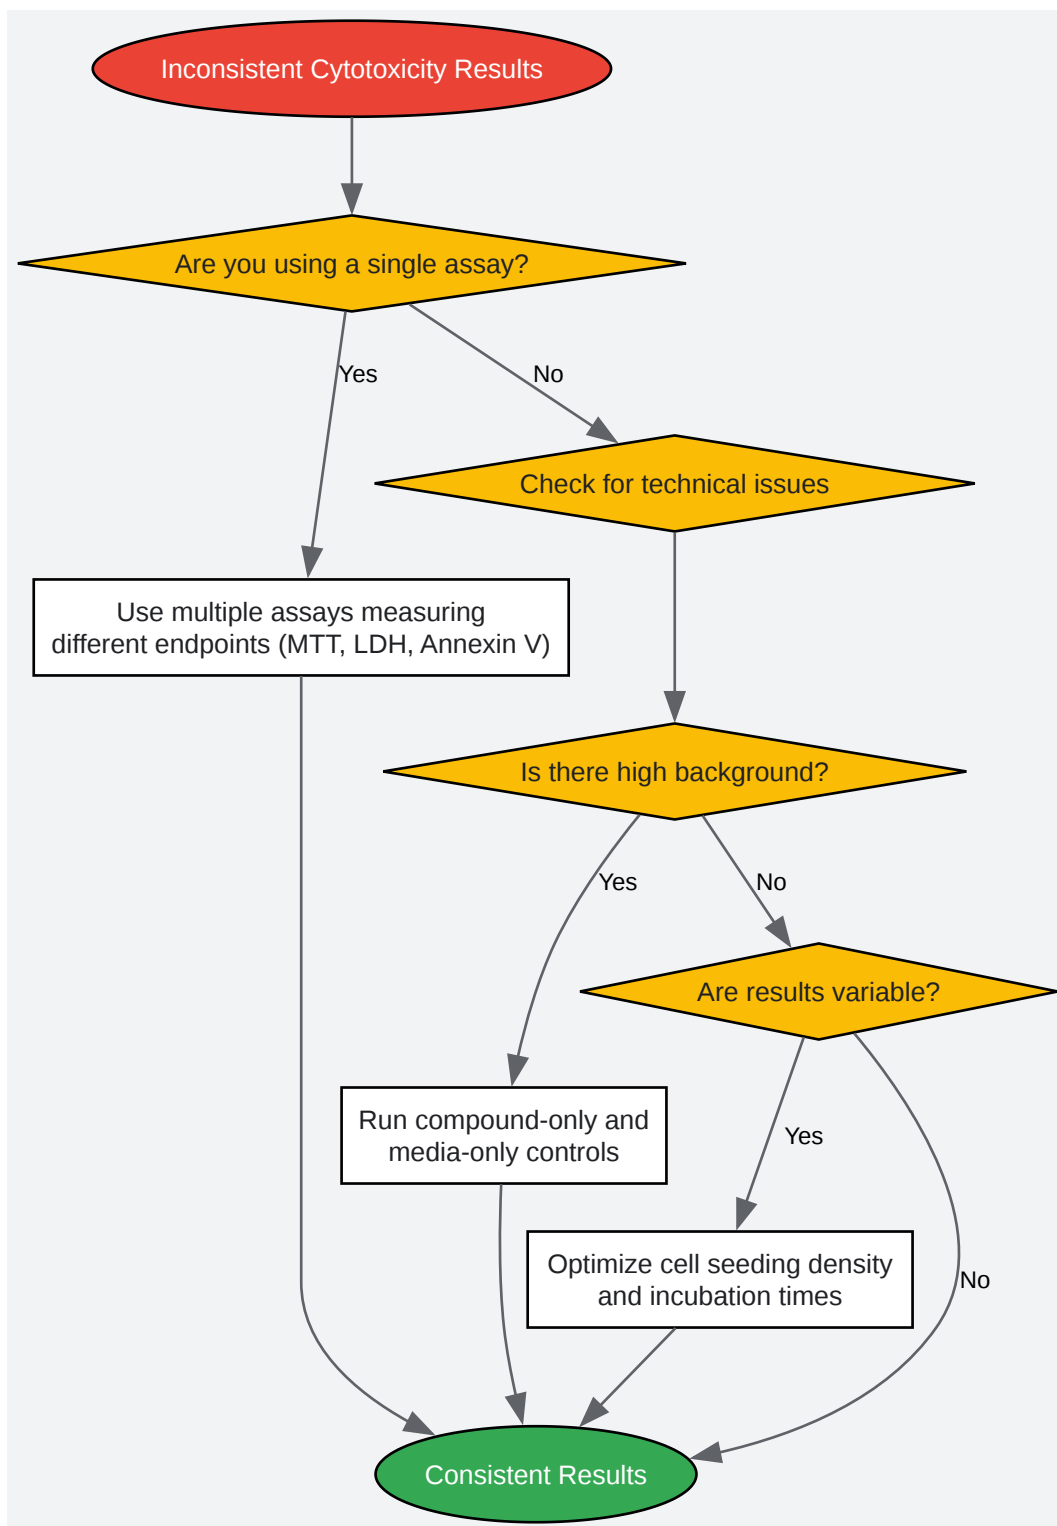 Inconsistent Cytotoxicity Results
Are you using a single assay?
Yes
No
Check for technical issues
Use multiple assays measuring
different endpoints (MTT, LDH, Annexin V)
Is there high background?
Yes
No
Are results variable?
Run compound-only and
media-only controls
Yes
Optimize cell seeding density
and incubation times
No
Consistent Results